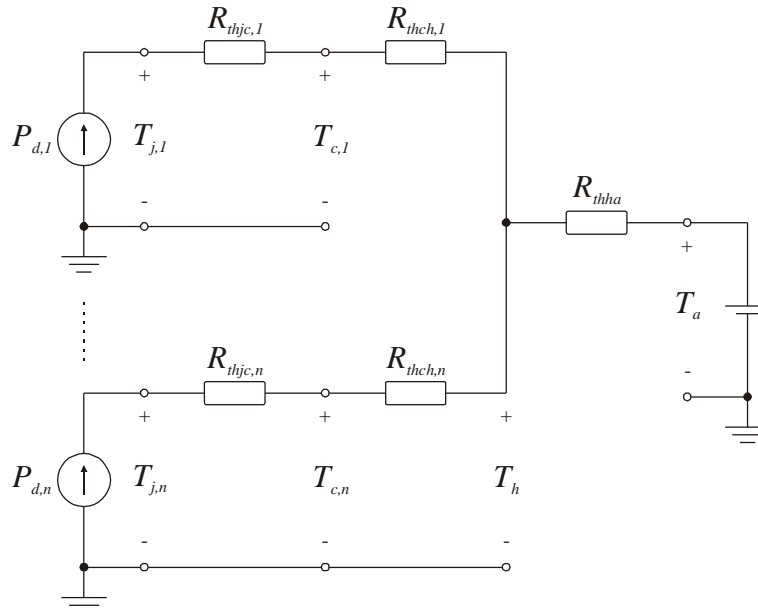 R_thjc,1 R_thch,1
+ +
P_d,1 T_j,1 T_c,1
R_thha
- -
+
T_a
R_thjc,n R_thch,n
-
+ + +
P_d,n T_j,n T_c,n T_h
- - -